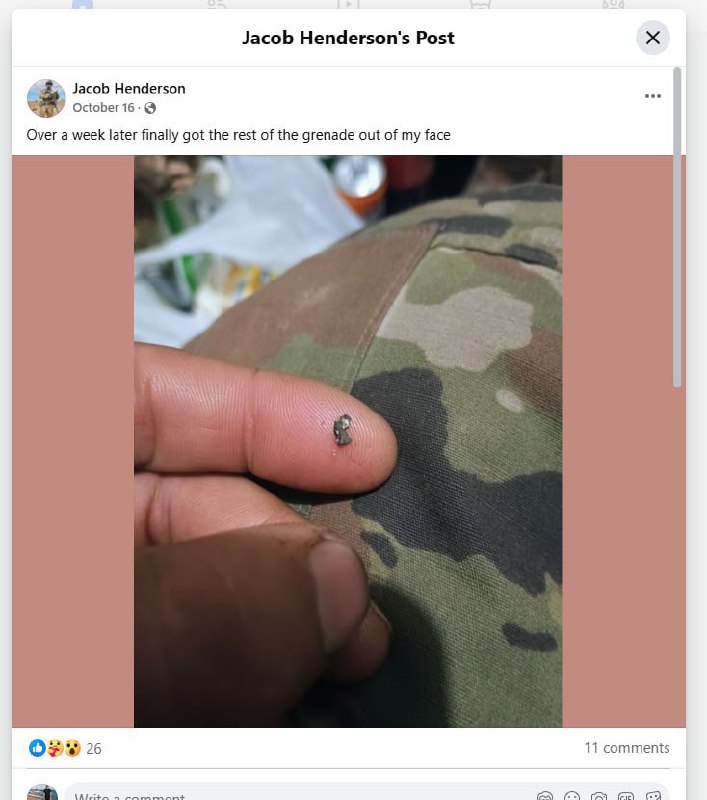 Jacob Henderson's Post
Jacob Henderson
October 16 ·
Over a week later finally got the rest of the grenade out of my face
26
11 comments
Write a comment
GIF